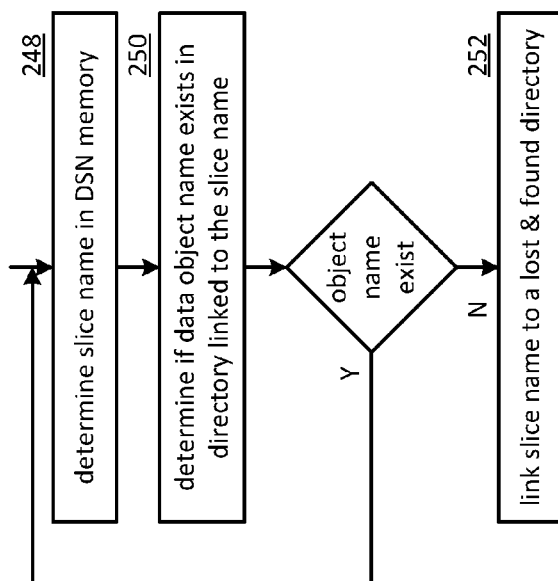 248
determine slice name in DSN memory
250
determine if data object name exists in
directory linked to the slice name
object
name
exist
Y
N
252
link slice name to a lost & found directory